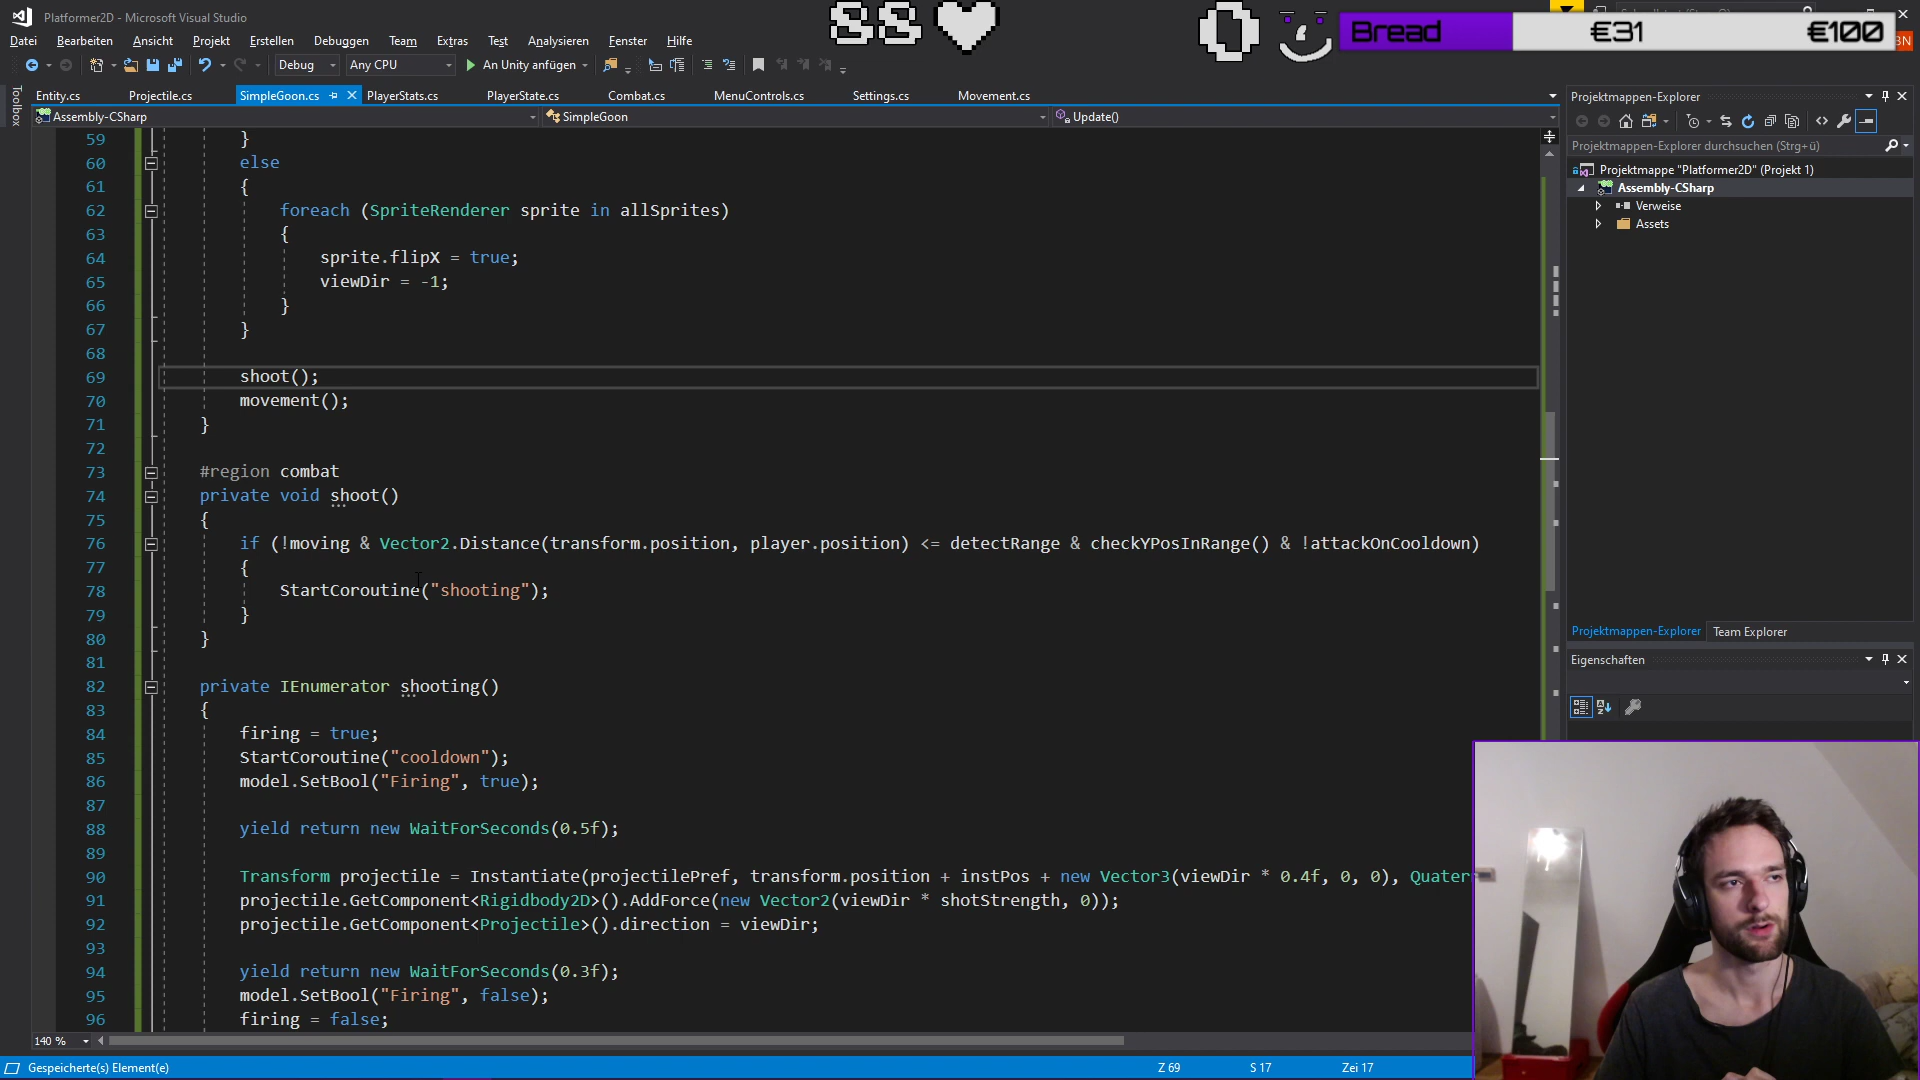 Platformer2D - Microsoft Visual Studio
Datei Bearbeiten Ansicht Projekt Erstellen Debuggen Team Extras Test Analysieren Fenster Hilfe
Debug Any CPU An Unity anfügen
SS 0 Bread €31 €100
Toolbox
Entity.cs Projectile.cs SimpleGoon.cs PlayerStats.cs PlayerState.cs Combat.cs MenuControls.cs Settings.cs Movement.cs
Assembly-CSharp SimpleGoon Update()
59 }
60 else
61 {
62 foreach (SpriteRenderer sprite in allSprites)
63 {
64 sprite.flipX = true;
65 viewDir = -1;
66 }
67 }
68
69 shoot();
70 movement();
71 }
72
73 #region combat
74 private void shoot()
75 {
76 if (!moving & Vector2.Distance(transform.position, player.position) <= detectRange & checkYPosInRange() & !attackOnCooldown)
77 {
78 StartCoroutine("shooting");
79 }
80 }
81
82 private IEnumerator shooting()
83 {
84 firing = true;
85 StartCoroutine("cooldown");
86 model.SetBool("Firing", true);
87
88 yield return new WaitForSeconds(0.5f);
89
90 Transform projectile = Instantiate(projectilePref, transform.position + instPos + new Vector3(viewDir * 0.4f, 0, 0), Quater
91 projectile.GetComponent<Rigidbody2D>().AddForce(new Vector2(viewDir * shotStrength, 0));
92 projectile.GetComponent<Projectile>().direction = viewDir;
93
94 yield return new WaitForSeconds(0.3f);
95 model.SetBool("Firing", false);
96 firing = false;
140 %
Gespeicherte(s) Element(e) Z 69 S 17 Zei 17
Projektmappen-Explorer
Projektmappen-Explorer durchsuchen (Strg+ü)
Projektmappe "Platformer2D" (Projekt 1)
Assembly-CSharp
Verweise
Assets
Projektmappen-Explorer Team Explorer
Eigenschaften